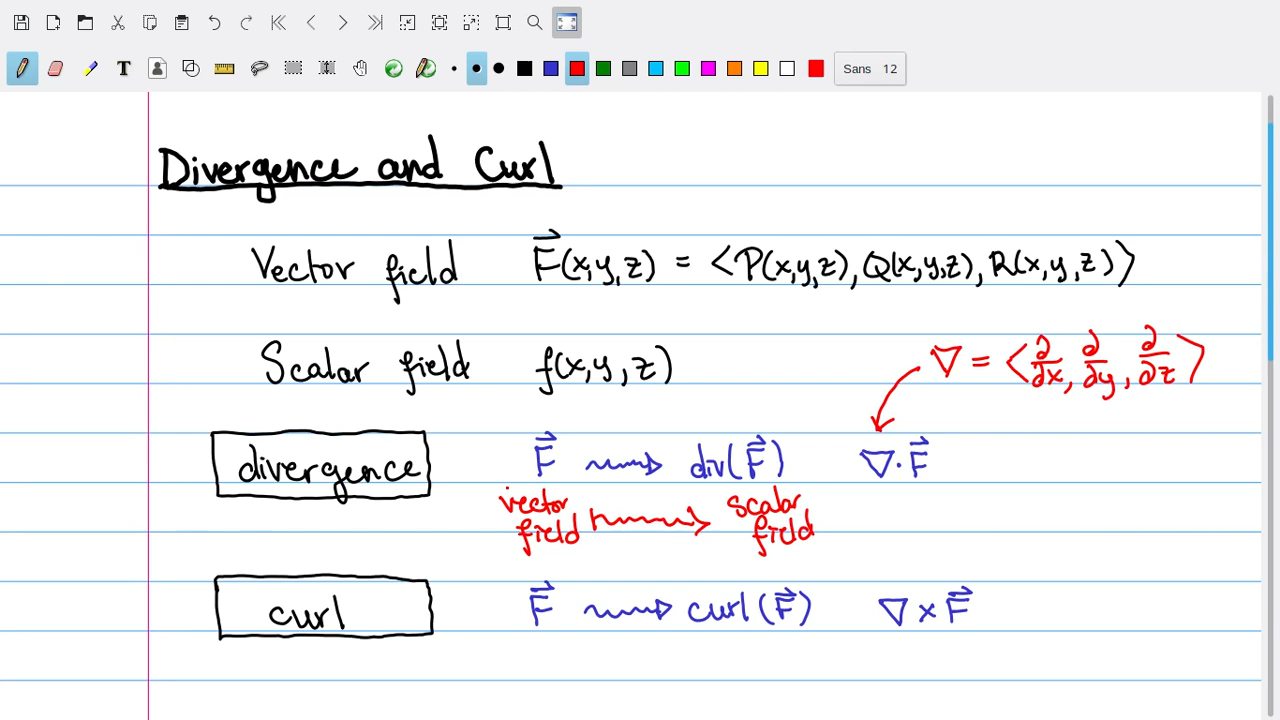 Sans 12
Divergence and Curl
Vector field F⃗(x,y,z) = ⟨P(x,y,z), Q(x,y,z), R(x,y,z)⟩
Scalar field f(x,y,z)
∇ = ⟨∂/∂x, ∂/∂y, ∂/∂z⟩
divergence F⃗ ⇝ div(F⃗) ∇·F⃗
vector field ⇝ scalar field
curl F⃗ ⇝ curl(F⃗) ∇×F⃗